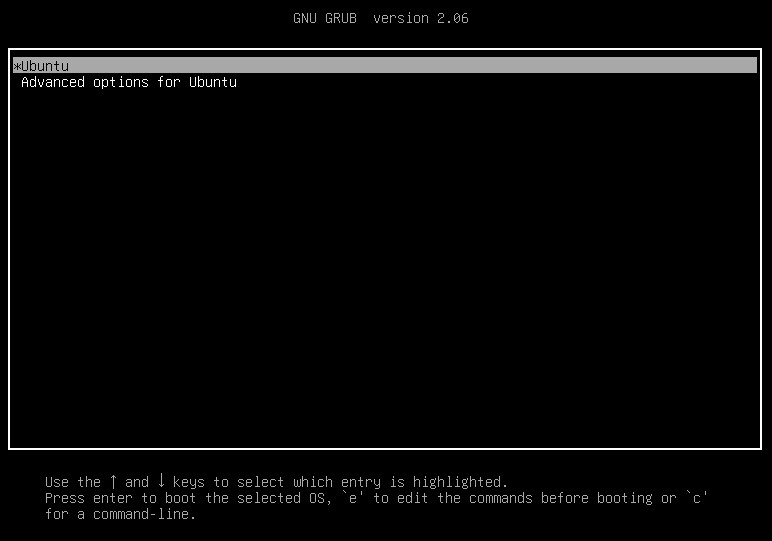 GNU GRUB  version 2.06
*Ubuntu
 Advanced options for Ubuntu
Use the ↑ and ↓ keys to select which entry is highlighted.
Press enter to boot the selected OS, `e' to edit the commands before booting or `c'
for a command-line.